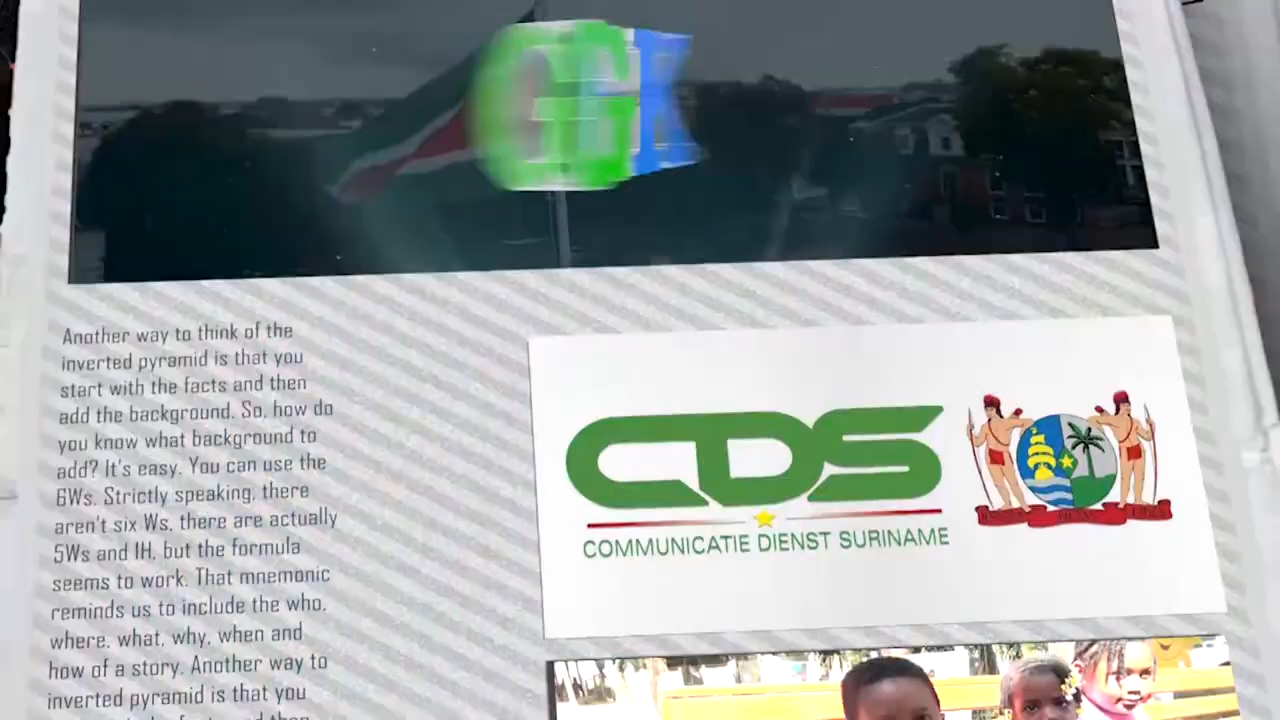 Another way to think of the
inverted pyramid is that you
start with the facts and then
add the background. So, how do
you know what background to
add? It's easy. You can use the
6Ws. Strictly speaking, there
aren't six Ws, there are actually
5Ws and 1H, but the formula
seems to work. That mnemonic
reminds us to include the who,
where, what, why, when and
how of a story. Another way to
inverted pyramid is that you
CDS
COMMUNICATIE DIENST SURINAME